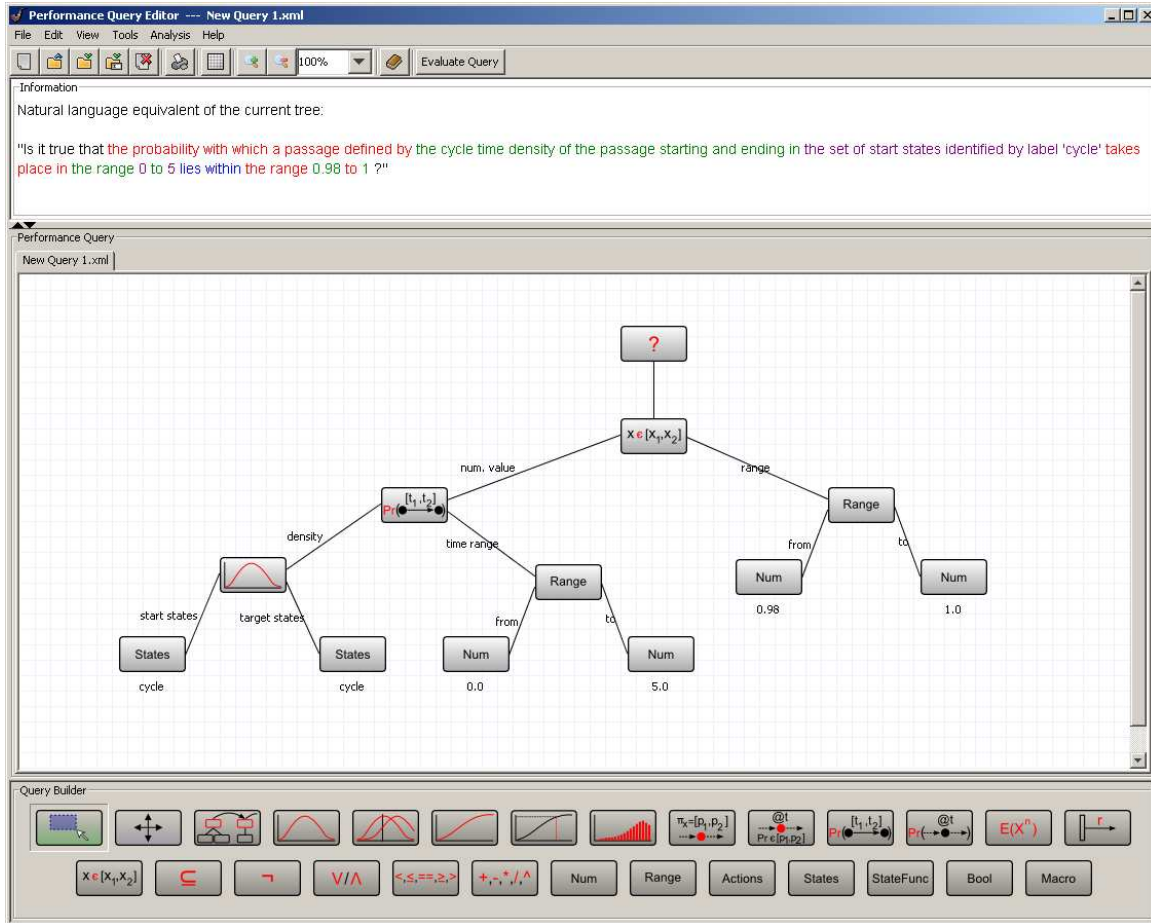 Performance Query Editor --- New Query 1.xml
File Edit View Tools Analysis Help
100% Evaluate Query
Information
Natural language equivalent of the current tree:
"Is it true that the probability with which a passage defined by the cycle time density of the passage starting and ending in the set of start states identified by label 'cycle' takes
place in the range 0 to 5 lies within the range 0.98 to 1 ?"
Performance Query
New Query 1.xml
?
X ϵ [X₁,X₂]
num. value range
[t₁,t₂]
Pr( )
Range
density time range
from to
Range
Num Num
0.98 1.0
start states target states
from to
States States Num Num
cycle cycle 0.0 5.0
Query Builder
πₓ=[p₁,p₂] @t Pr ϵ [p₁,p₂] Pr( [t₁,t₂] ) Pr( @t ) E(Xⁿ) r
X ϵ [X₁,X₂] ⊆ ¬ V/Λ <,≤,==,≥,> +,-,*,/,^ Num Range Actions States StateFunc Bool Macro